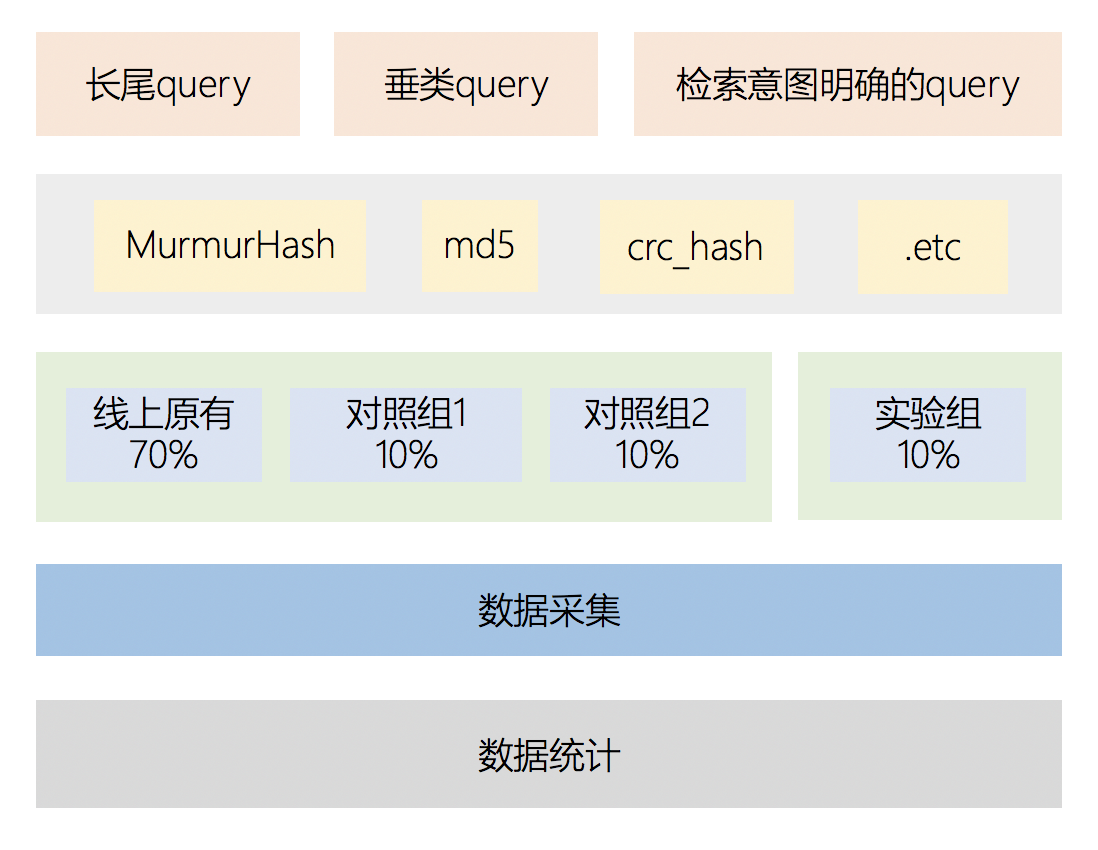 长尾query
垂类query
检索意图明确的query
MurmurHash
md5
crc_hash
.etc
线上原有
70%
对照组1
10%
对照组2
10%
实验组
10%
数据采集
数据统计